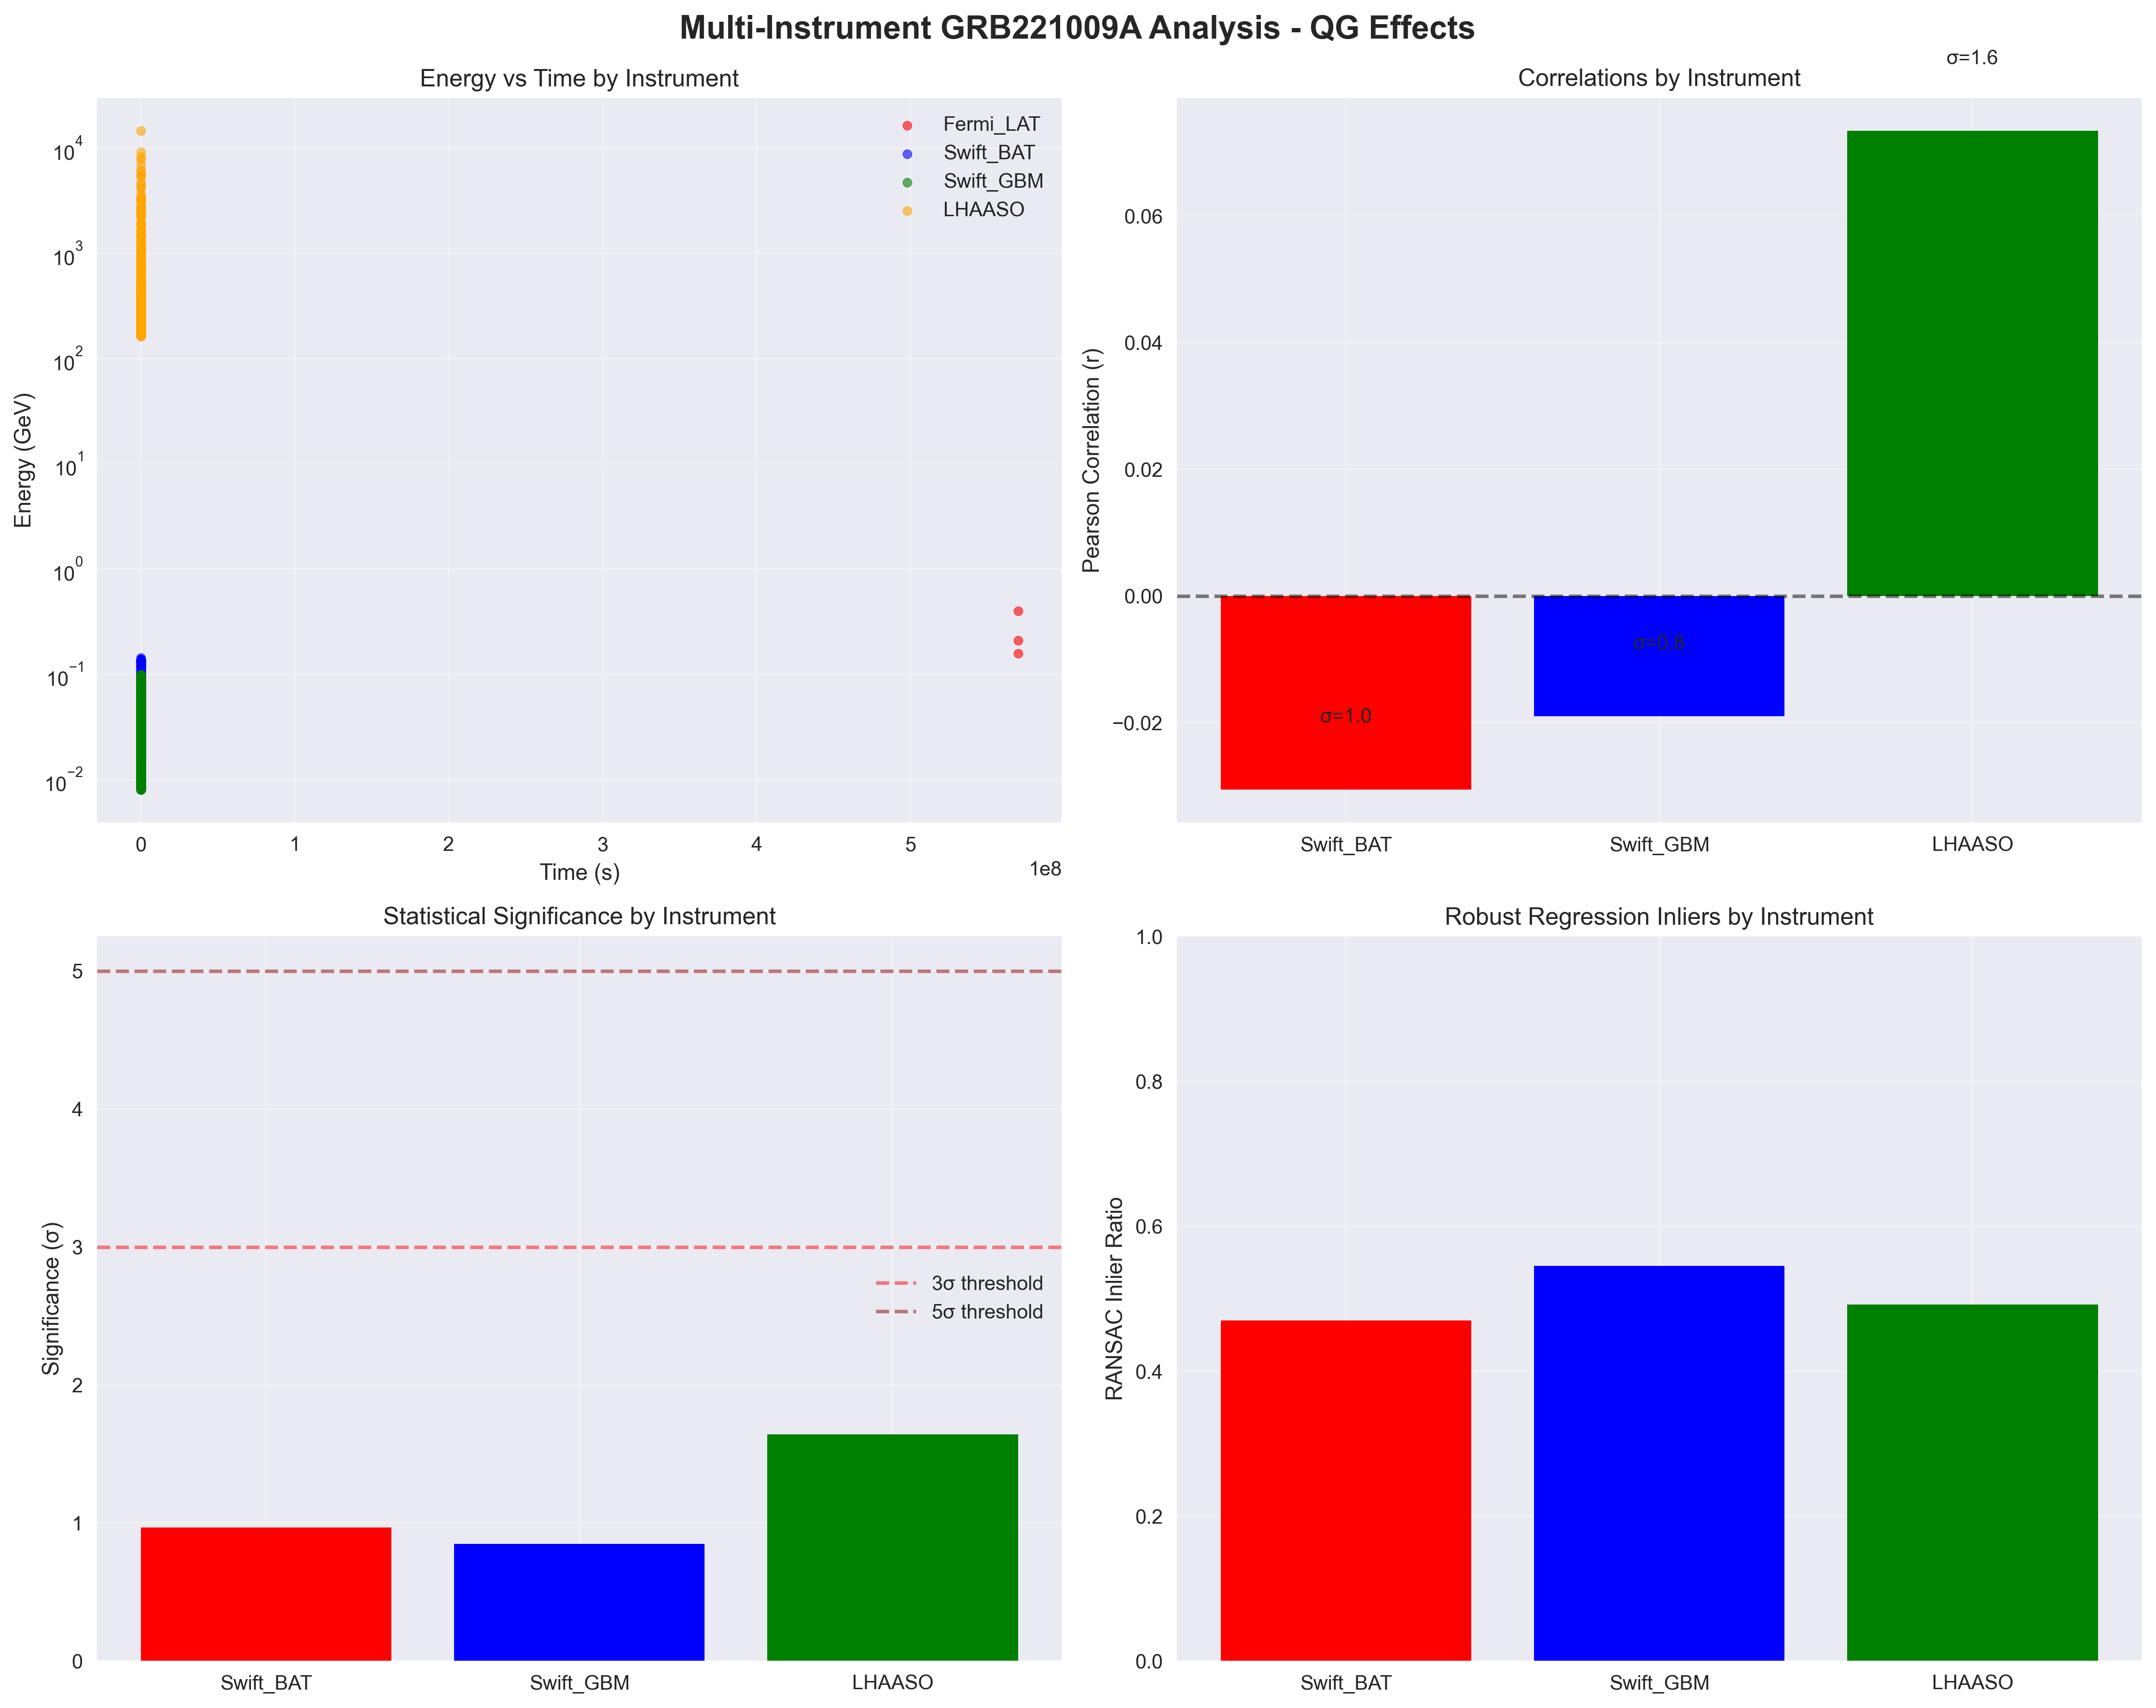 Multi-Instrument GRB221009A Analysis - QG Effects
Energy vs Time by Instrument
Energy (GeV)
10^4
10^3
10^2
10^1
10^0
10^−1
10^−2
Fermi_LAT
Swift_BAT
Swift_GBM
LHAASO
0 1 2 3 4 5
1e8
Time (s)
Correlations by Instrument
σ=1.6
Pearson Correlation (r)
0.06
0.04
0.02
0.00
−0.02
σ=1.0
σ=0.8
Swift_BAT Swift_GBM LHAASO
Statistical Significance by Instrument
Significance (σ)
5
4
3
2
1
0
3σ threshold
5σ threshold
Swift_BAT Swift_GBM LHAASO
Robust Regression Inliers by Instrument
RANSAC Inlier Ratio
1.0
0.8
0.6
0.4
0.2
0.0
Swift_BAT Swift_GBM LHAASO